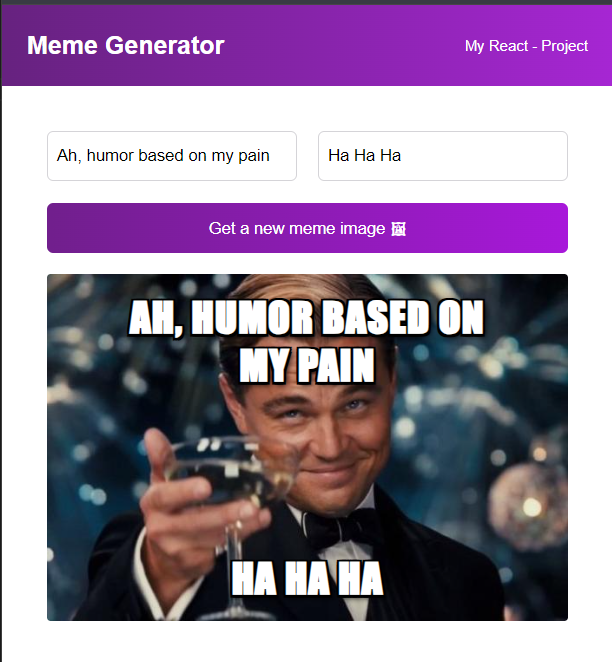 Meme Generator
My React - Project
Ah, humor based on my pain
Ha Ha Ha
Get a new meme image 🖼
AH, HUMOR BASED ON
MY PAIN
HA HA HA